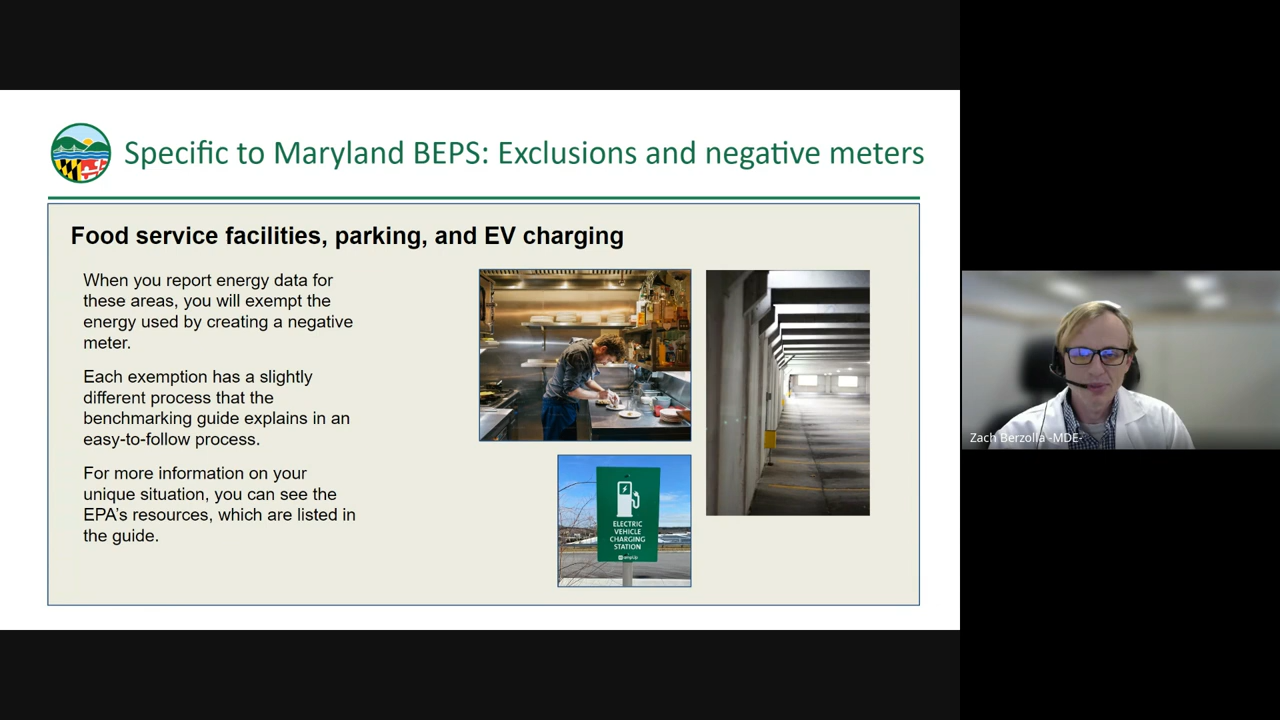 Specific to Maryland BEPS: Exclusions and negative meters
Food service facilities, parking, and EV charging
When you report energy data for
these areas, you will exempt the
energy used by creating a negative
meter.
Each exemption has a slightly
different process that the
benchmarking guide explains in an
easy-to-follow process.
For more information on your
unique situation, you can see the
EPA’s resources, which are listed in
the guide.
ELECTRIC
VEHICLE
CHARGING
STATION
ampUp
Zach Berzolla -MDE-